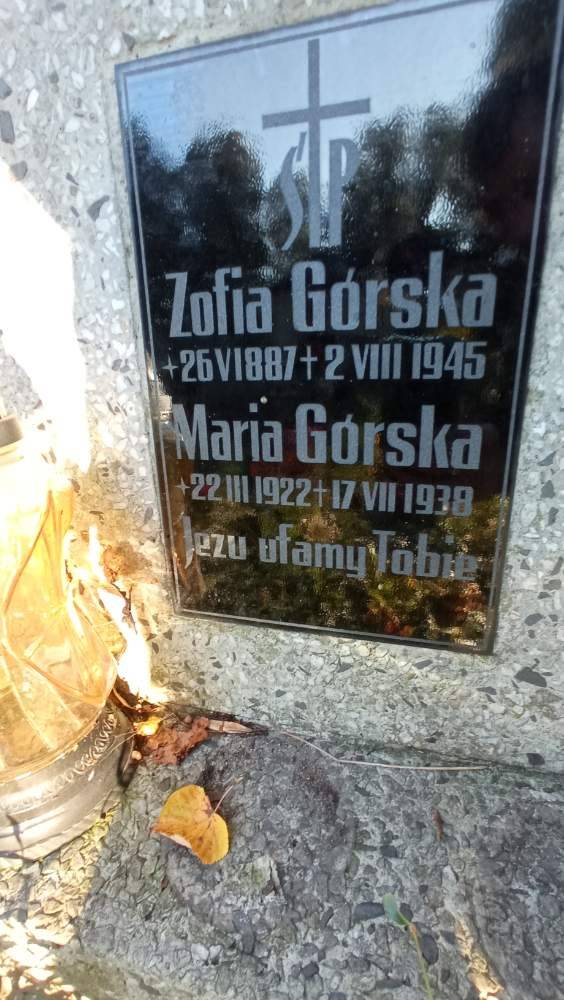 ŚP
Zofia Górska
26 V 1887 + 2 VIII 1945
Maria Górska
22 III 1922 + 17 VII 1938
Jezu ufamy Tobie